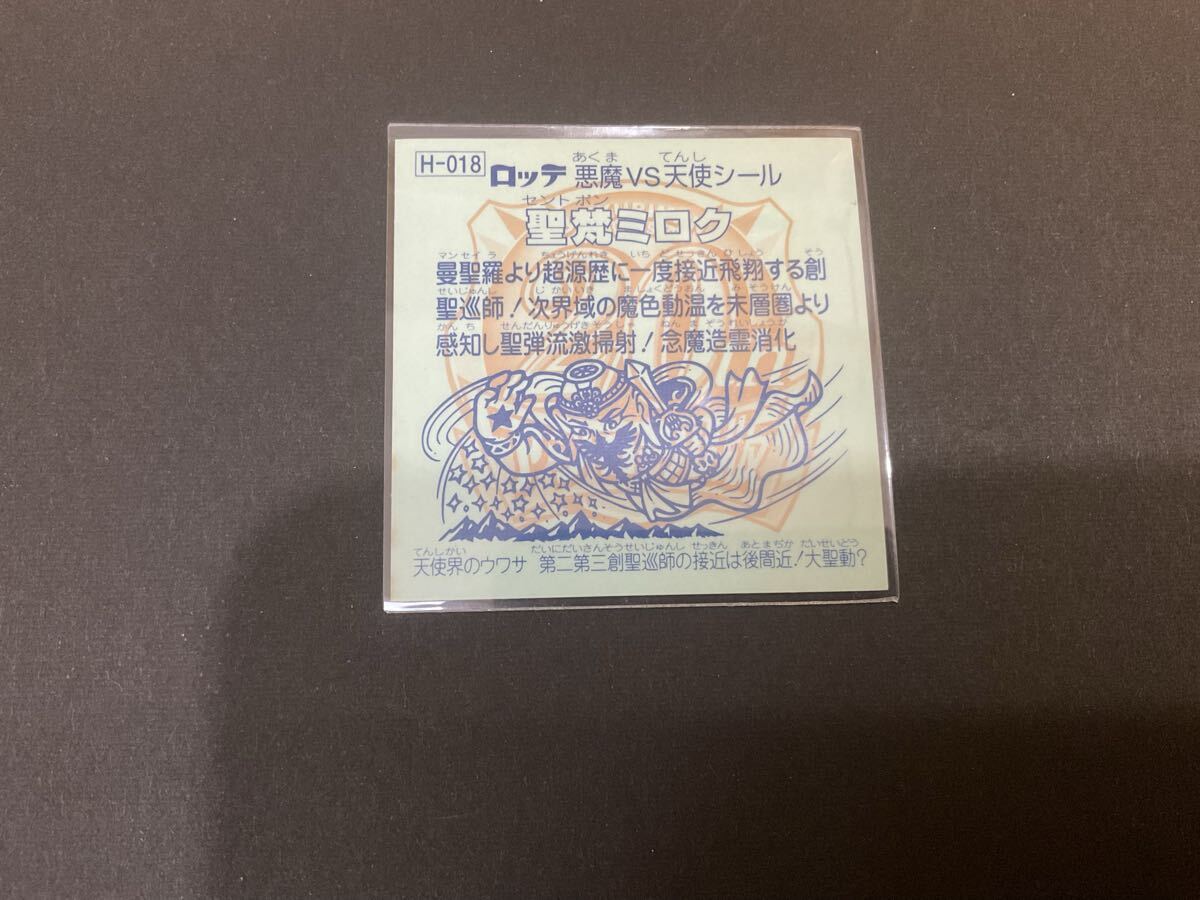 H-018
ロッテ 悪魔VS天使シール
あくま てんし
セントボン
聖梵ミロク
マンセイラ ちょうげんれき いちどせっきんひしょう そう
曼聖羅より超源歴に一度接近飛翔する創
せいじゅんし じかいいき ましょくどうおん みそうけん
聖巡師!次界域の魔色動温を末層圏より
かんち せんだんりゅうげきそうしゃ ねんまぞうれいしょうか
感知し聖弾流激掃射!念魔造霊消化
てんしかい だいにだいさんそうせいじゅんし せっきん あとまぢか だいせいどう
天使界のウワサ 第二第三創聖巡師の接近は後間近!大聖動?